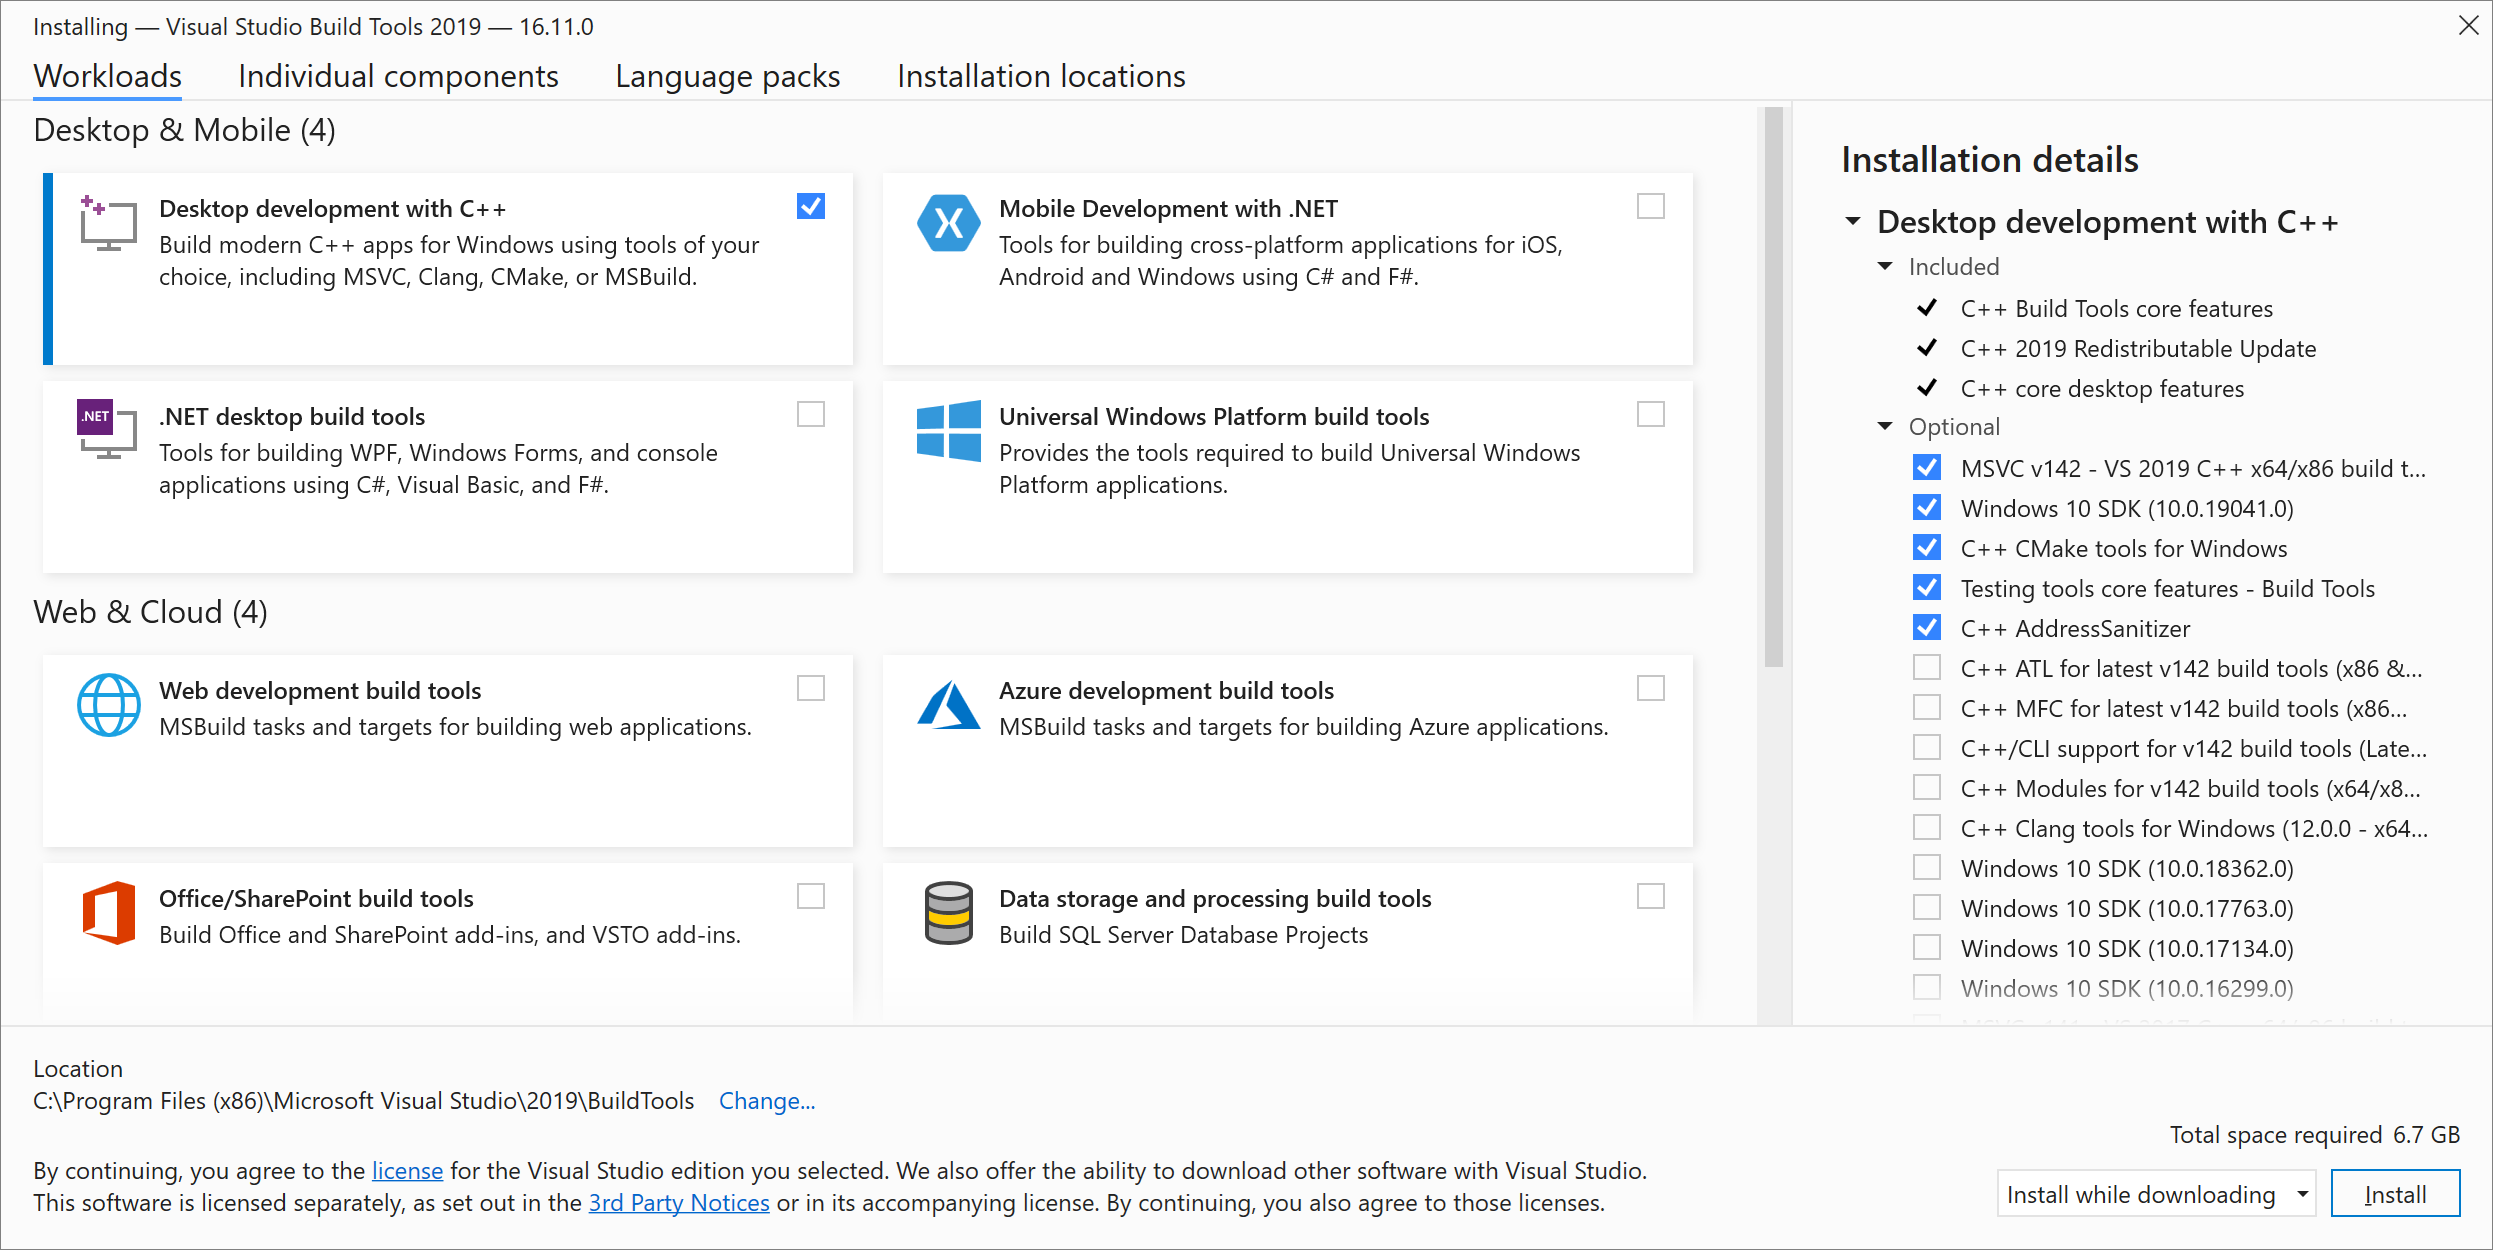 Installing — Visual Studio Build Tools 2019 — 16.11.0
Workloads
Individual components
Language packs
Installation locations
Desktop & Mobile (4)
Desktop development with C++
Build modern C++ apps for Windows using tools of your
choice, including MSVC, Clang, CMake, or MSBuild.
Mobile Development with .NET
Tools for building cross-platform applications for iOS,
Android and Windows using C# and F#.
.NET
.NET desktop build tools
Tools for building WPF, Windows Forms, and console
applications using C#, Visual Basic, and F#.
Universal Windows Platform build tools
Provides the tools required to build Universal Windows
Platform applications.
Web & Cloud (4)
Web development build tools
MSBuild tasks and targets for building web applications.
Azure development build tools
MSBuild tasks and targets for building Azure applications.
Office/SharePoint build tools
Build Office and SharePoint add-ins, and VSTO add-ins.
Data storage and processing build tools
Build SQL Server Database Projects
Installation details
Desktop development with C++
Included
C++ Build Tools core features
C++ 2019 Redistributable Update
C++ core desktop features
Optional
MSVC v142 - VS 2019 C++ x64/x86 build t...
Windows 10 SDK (10.0.19041.0)
C++ CMake tools for Windows
Testing tools core features - Build Tools
C++ AddressSanitizer
C++ ATL for latest v142 build tools (x86 &...
C++ MFC for latest v142 build tools (x86...
C++/CLI support for v142 build tools (Late...
C++ Modules for v142 build tools (x64/x8...
C++ Clang tools for Windows (12.0.0 - x64...
Windows 10 SDK (10.0.18362.0)
Windows 10 SDK (10.0.17763.0)
Windows 10 SDK (10.0.17134.0)
Windows 10 SDK (10.0.16299.0)
Location
C:\Program Files (x86)\Microsoft Visual Studio\2019\BuildTools
Change...
By continuing, you agree to the license for the Visual Studio edition you selected. We also offer the ability to download other software with Visual Studio.
This software is licensed separately, as set out in the 3rd Party Notices or in its accompanying license. By continuing, you also agree to those licenses.
Total space required 6.7 GB
Install while downloading
Install